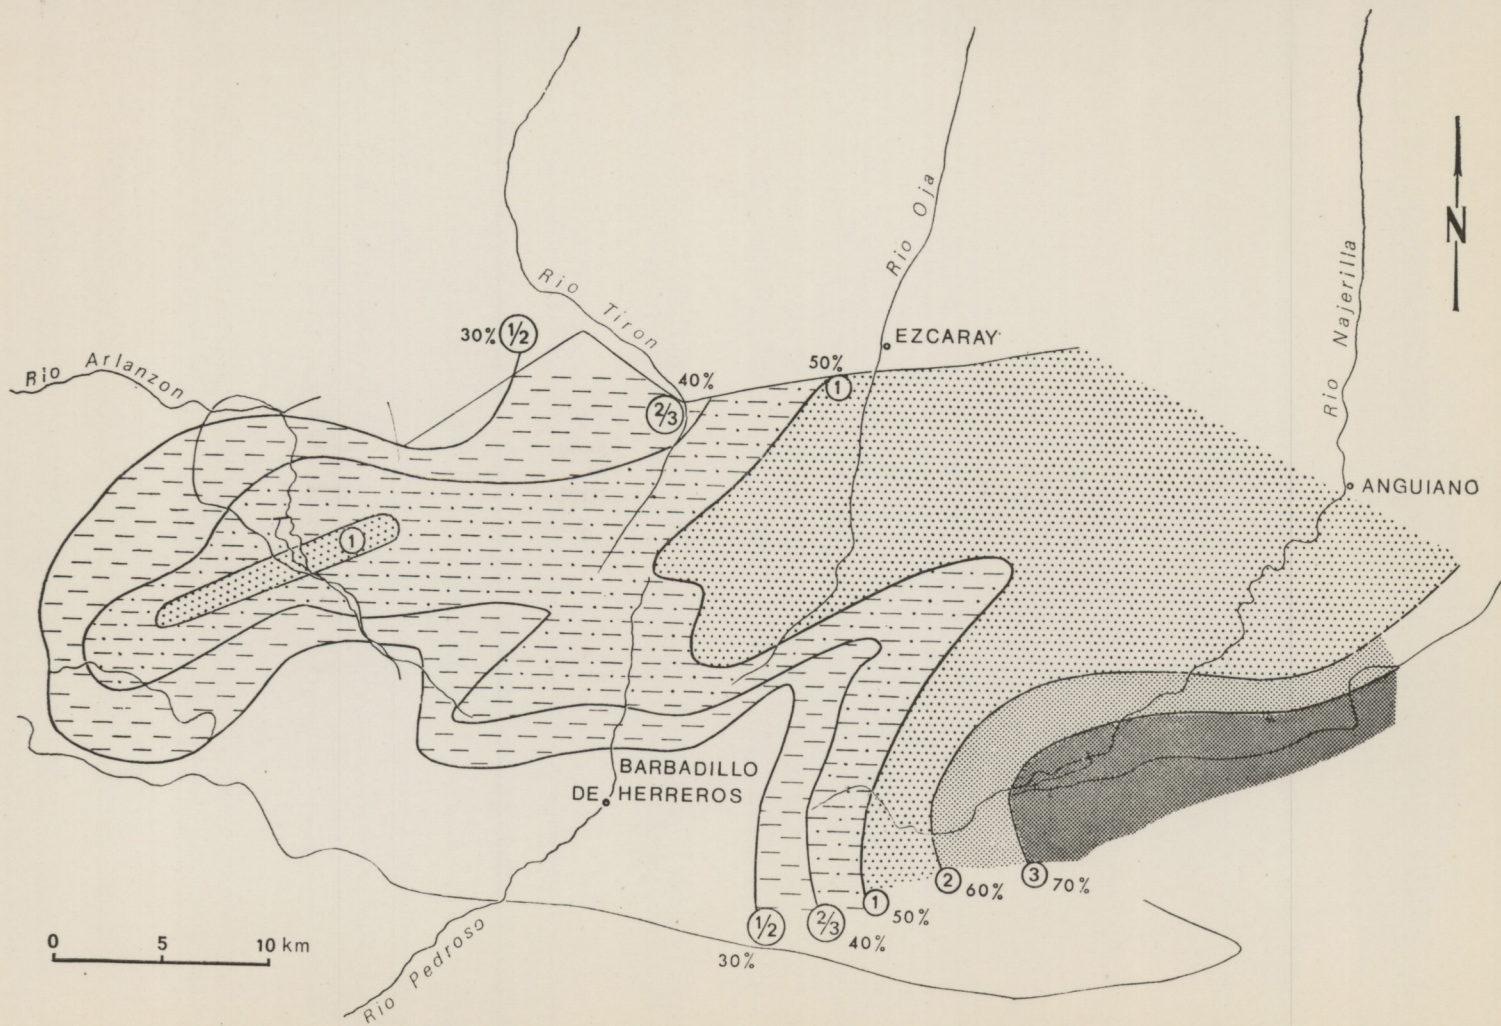 Rio Oja
N
Rio Najerilla
Rio Tiron
30% 1/2
EZCARAY
Rio Arlanzon
50%
40%
1
2/3
ANGUIANO
1
BARBADILLO
DE HERREROS
3 70%
2 60%
1 50%
1/2
2/3
40%
30%
0 5 10 km
Rio Pedroso